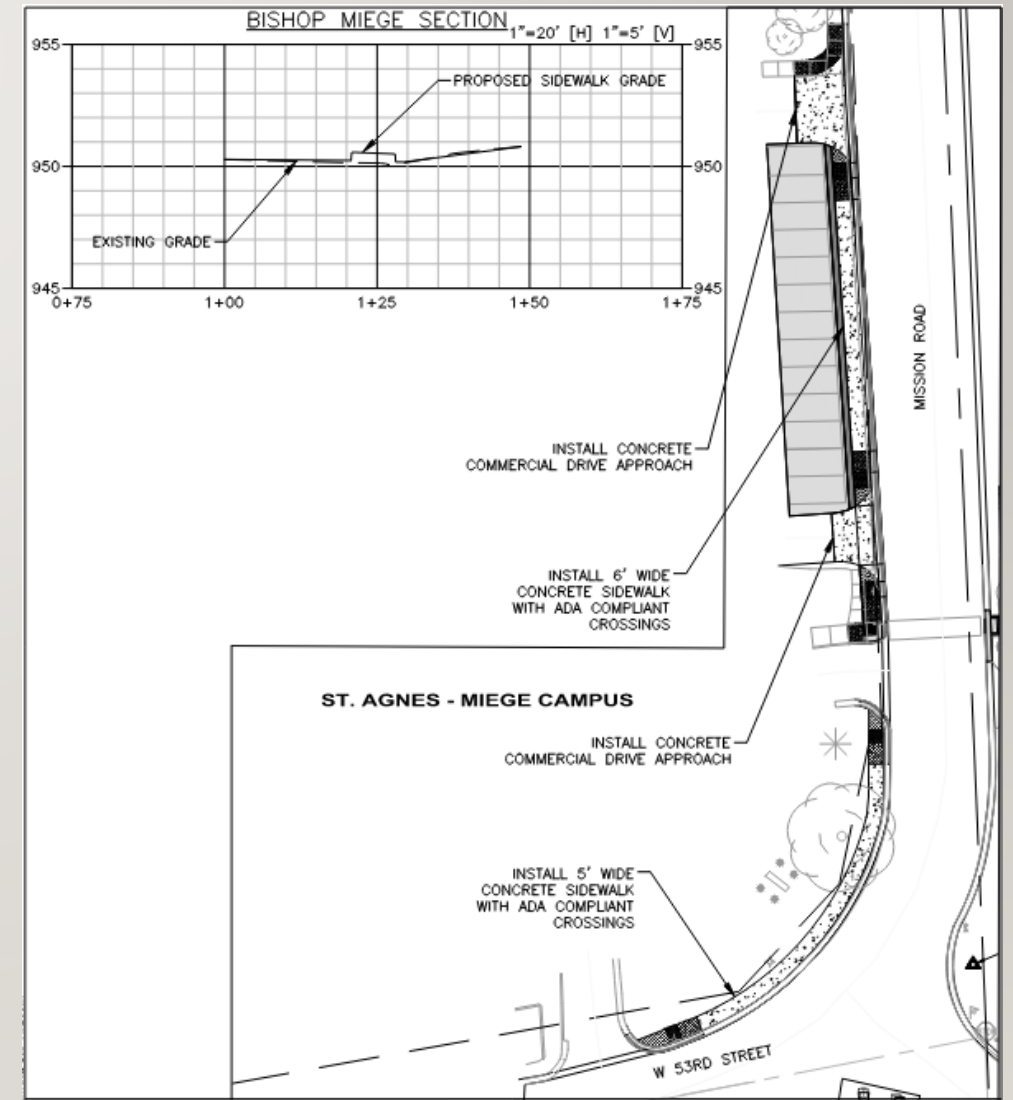 BISHOP MIEGE SECTION 1"=20' [H] 1"=5' [V]
955
955
PROPOSED SIDEWALK GRADE
950
950
EXISTING GRADE
945
945
0+75
1+00
1+25
1+50
1+75
MISSION ROAD
INSTALL CONCRETE
COMMERCIAL DRIVE APPROACH
INSTALL 6' WIDE
CONCRETE SIDEWALK
WITH ADA COMPLIANT
CROSSINGS
ST. AGNES - MIEGE CAMPUS
INSTALL CONCRETE
COMMERCIAL DRIVE APPROACH
INSTALL 5' WIDE
CONCRETE SIDEWALK
WITH ADA COMPLIANT
CROSSINGS
W 53RD STREET